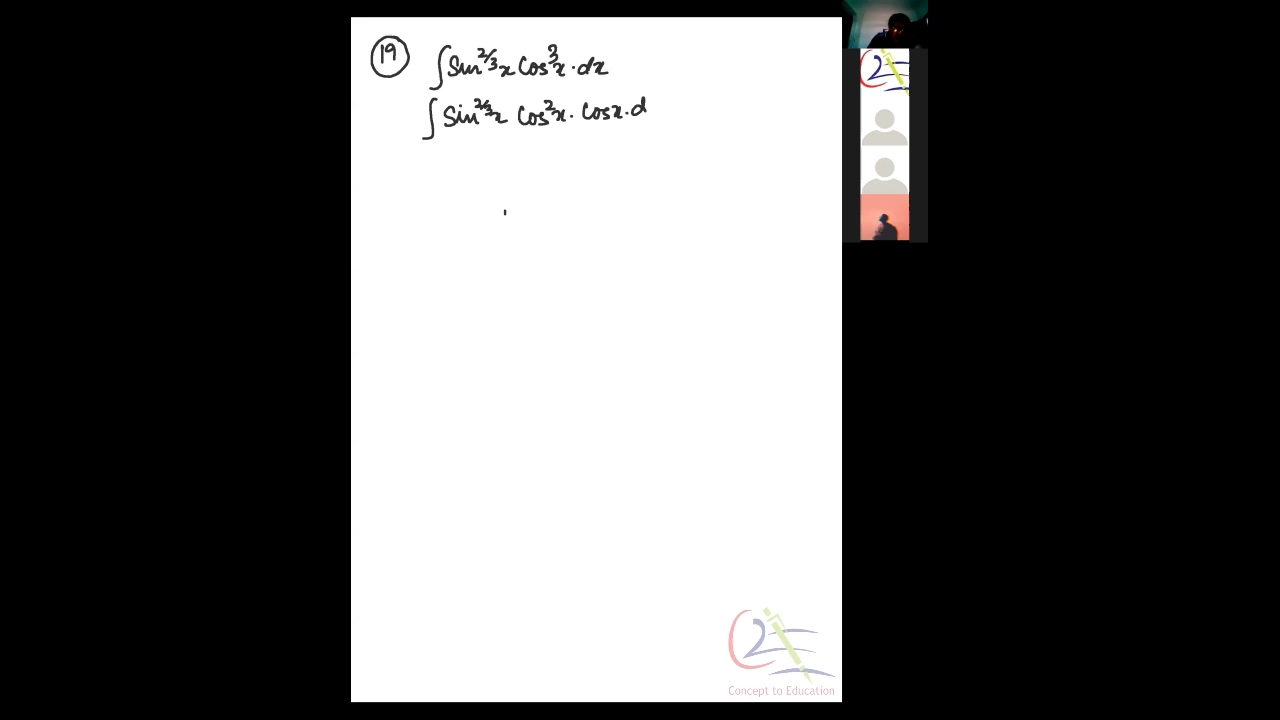 19 ∫Sin^{2/3}x Cos^3x·dx
∫Sin^{2/3}x Cos^2x· Cosx·d
Concept to Education